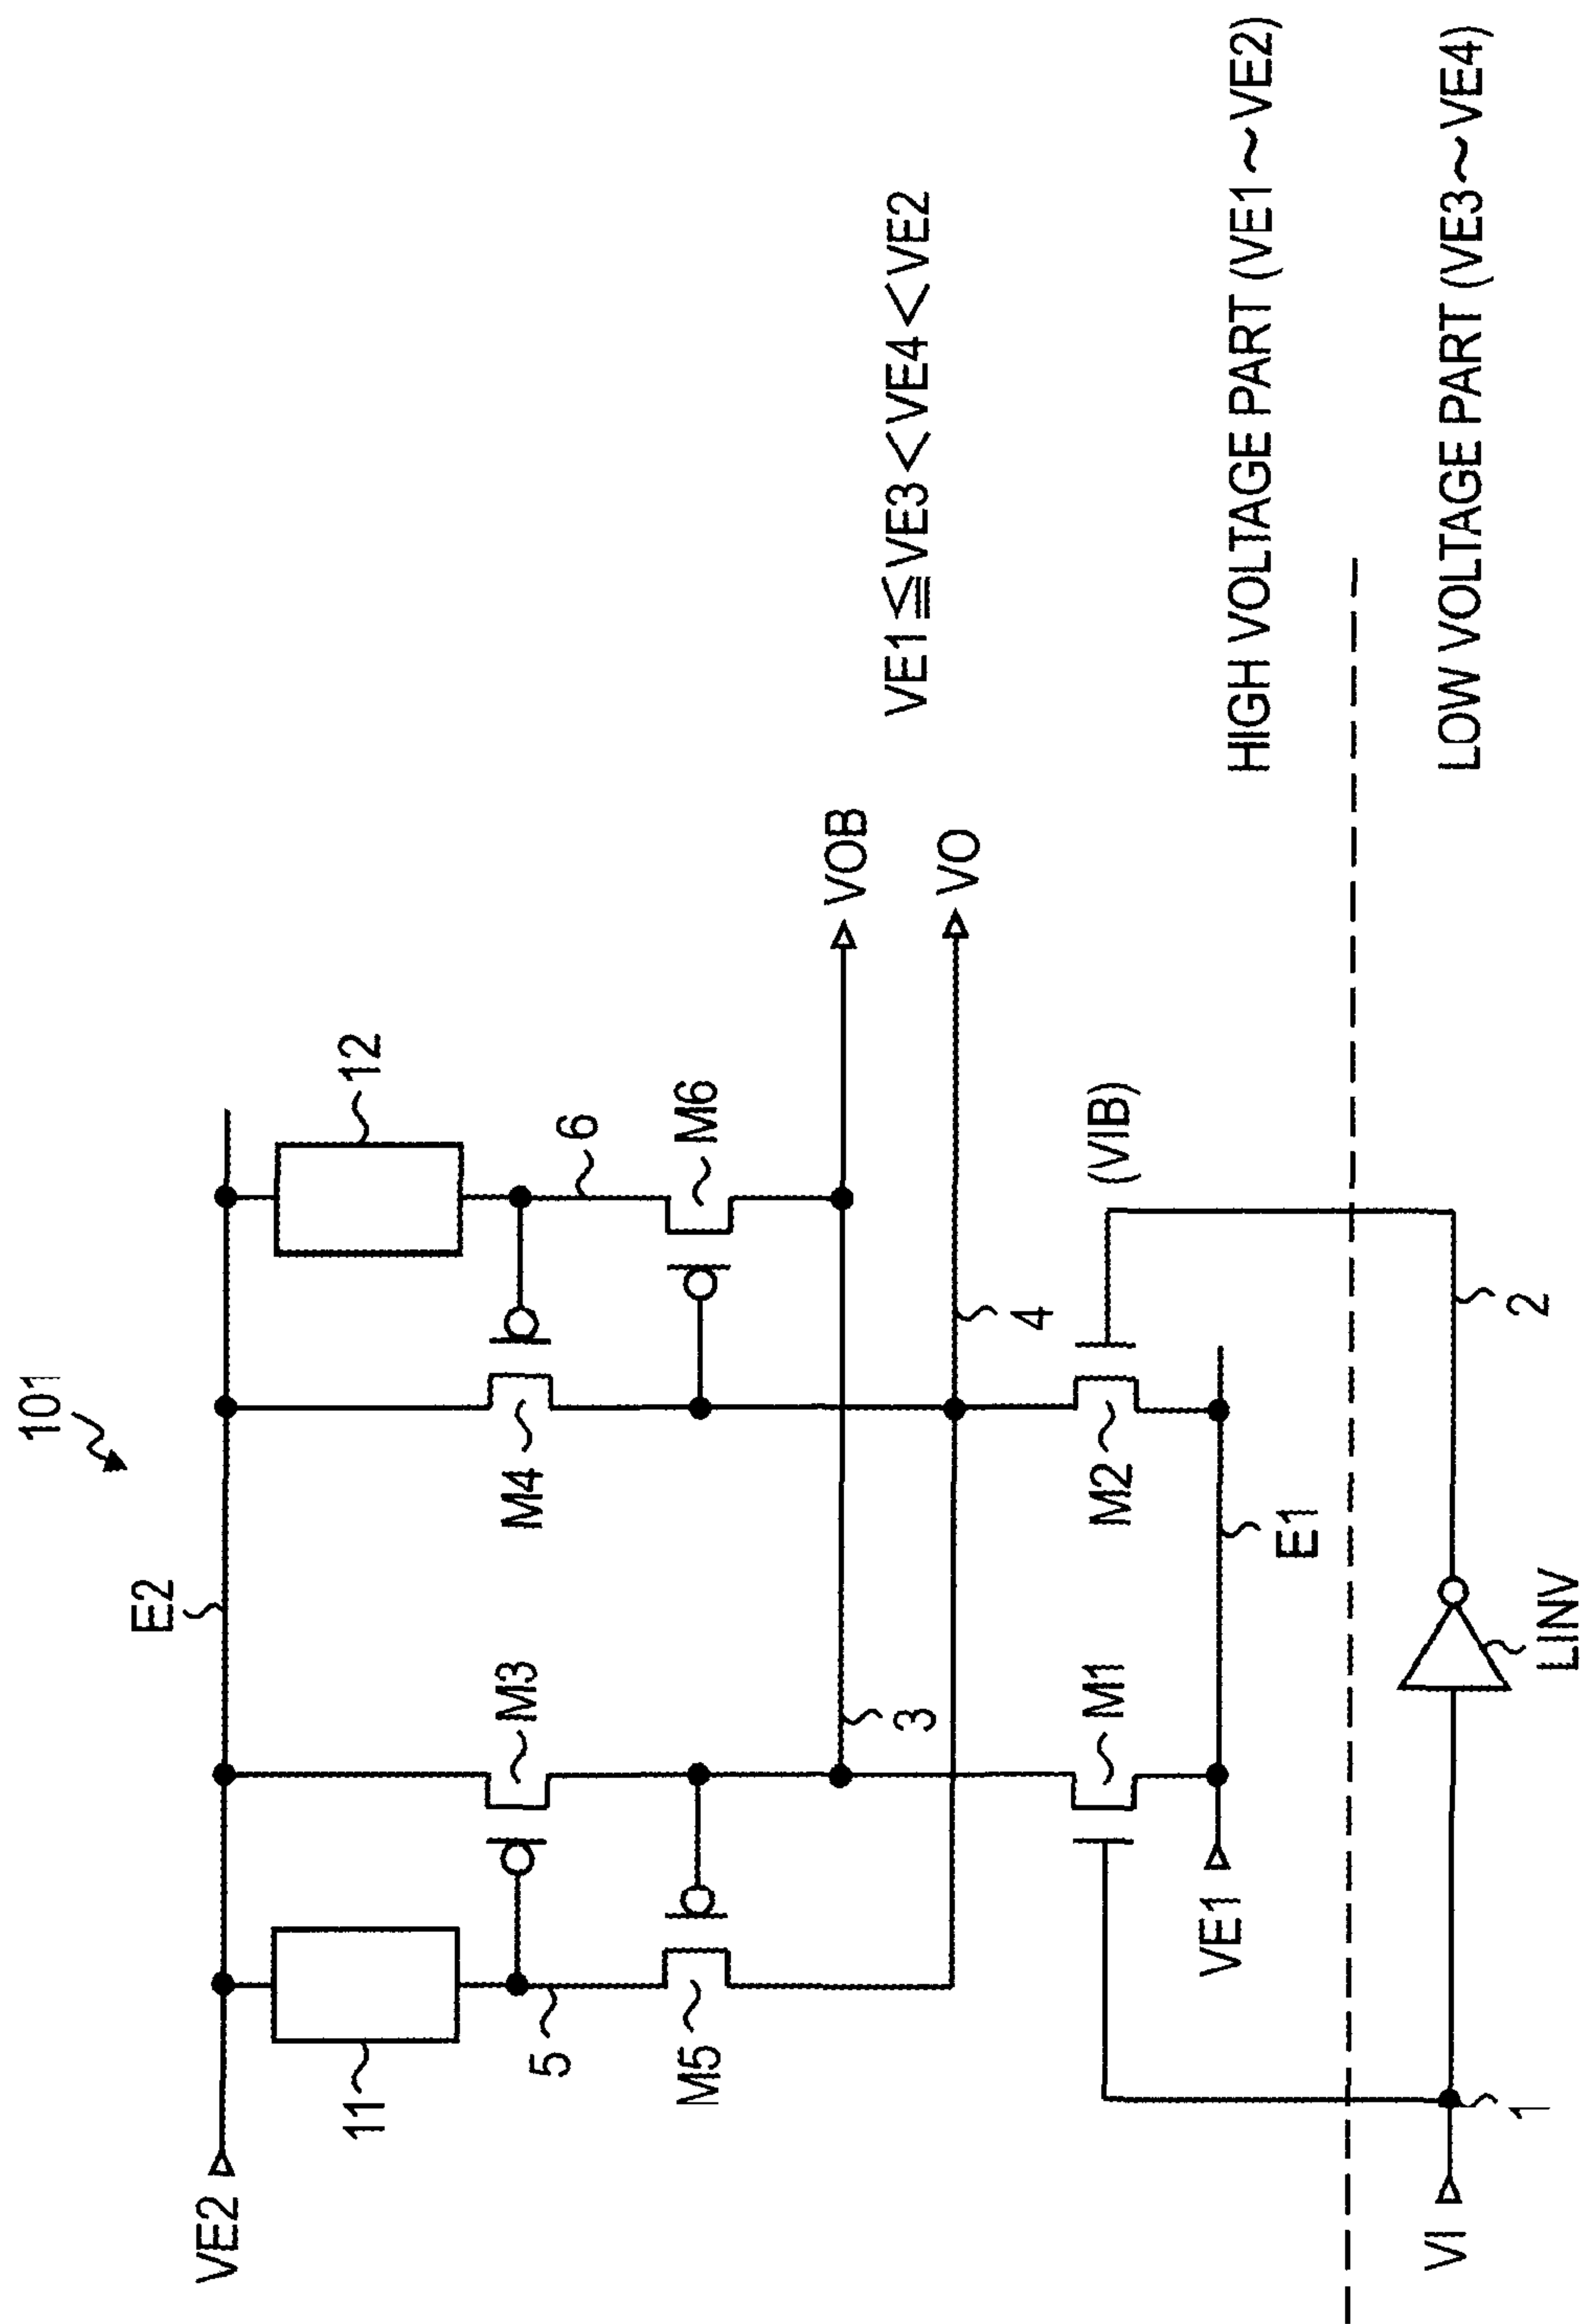 101
VE2
E2
11
12
5
6
M3
M4
M5
M6
VOB
VO
3
4
VE1≦VE3<VE4<VE2
M1
M2
(VIB)
VE1
E1
HIGH VOLTAGE PART (VE1~VE2)
LOW VOLTAGE PART (VE3~VE4)
VI
1
LINV
2